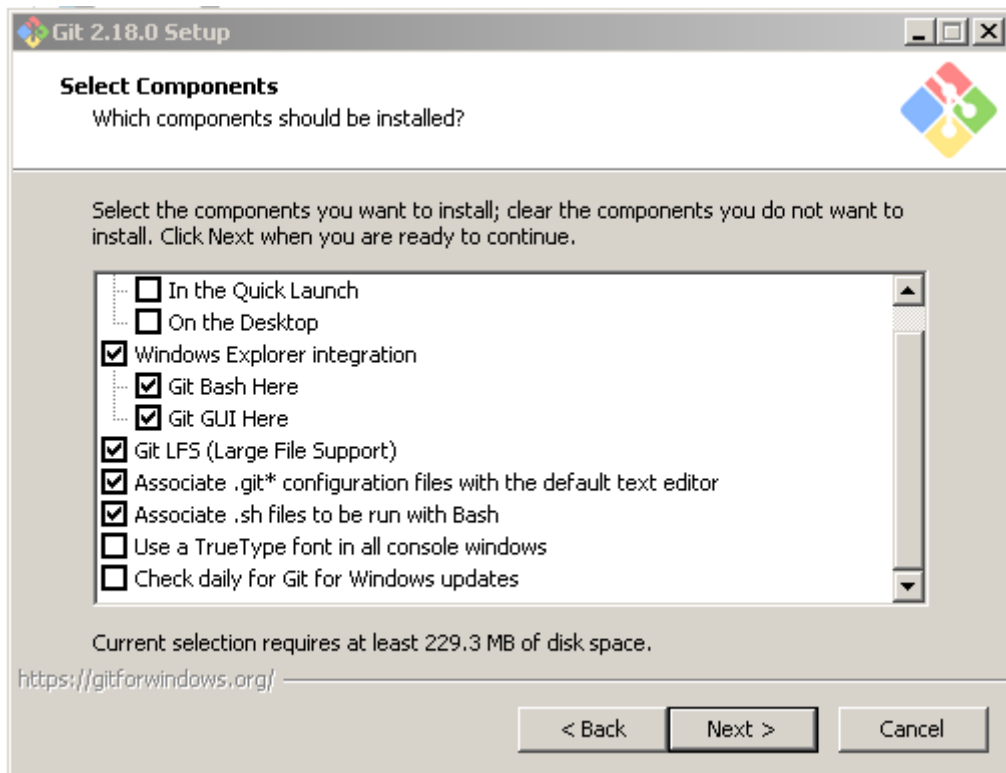 Git 2.18.0 Setup
Select Components
Which components should be installed?
Select the components you want to install; clear the components you do not want to
install. Click Next when you are ready to continue.
In the Quick Launch
On the Desktop
Windows Explorer integration
Git Bash Here
Git GUI Here
Git LFS (Large File Support)
Associate .git* configuration files with the default text editor
Associate .sh files to be run with Bash
Use a TrueType font in all console windows
Check daily for Git for Windows updates
Current selection requires at least 229.3 MB of disk space.
https://gitforwindows.org/
< Back
Next >
Cancel